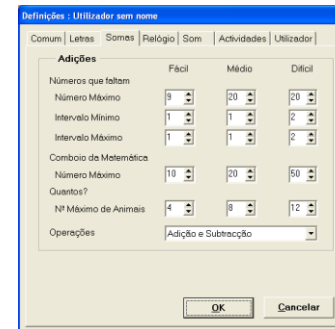 Definições : Utilizador sem nome
Comum Letras Somas Relógio Som Actividades Utilizador
Adições
Fácil Médio Dificil
Números que faltam
Número Máximo 9 20 20
Intervalo Mínimo 1 1 2
Intervalo Máximo 1 1 2
Comboio da Matemática
Número Máximo 10 20 50
Quantos?
Nª Máximo de Animais 4 8 12
Operações Adição e Subtracção
OK Cancelar